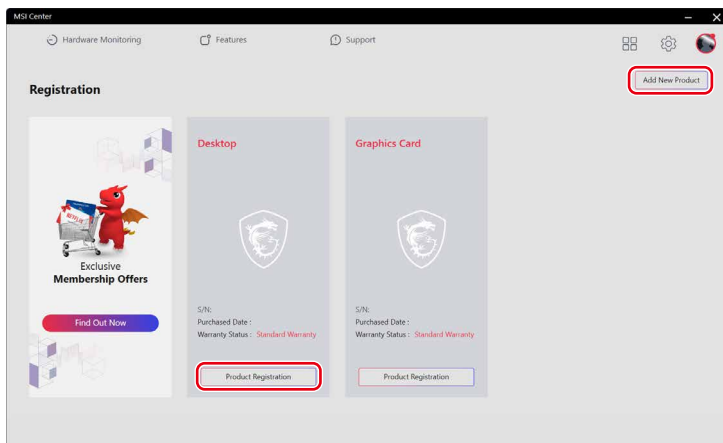 MSI Center
Hardware Monitoring
Features
Support
Add New Product
Registration
NETFLIX
Exclusive
Membership Offers
Find Out Now
Desktop
S/N:
Purchased Date :
Warranty Status : Standard Warranty
Product Registration
Graphics Card
S/N:
Purchased Date :
Warranty Status : Standard Warranty
Product Registration